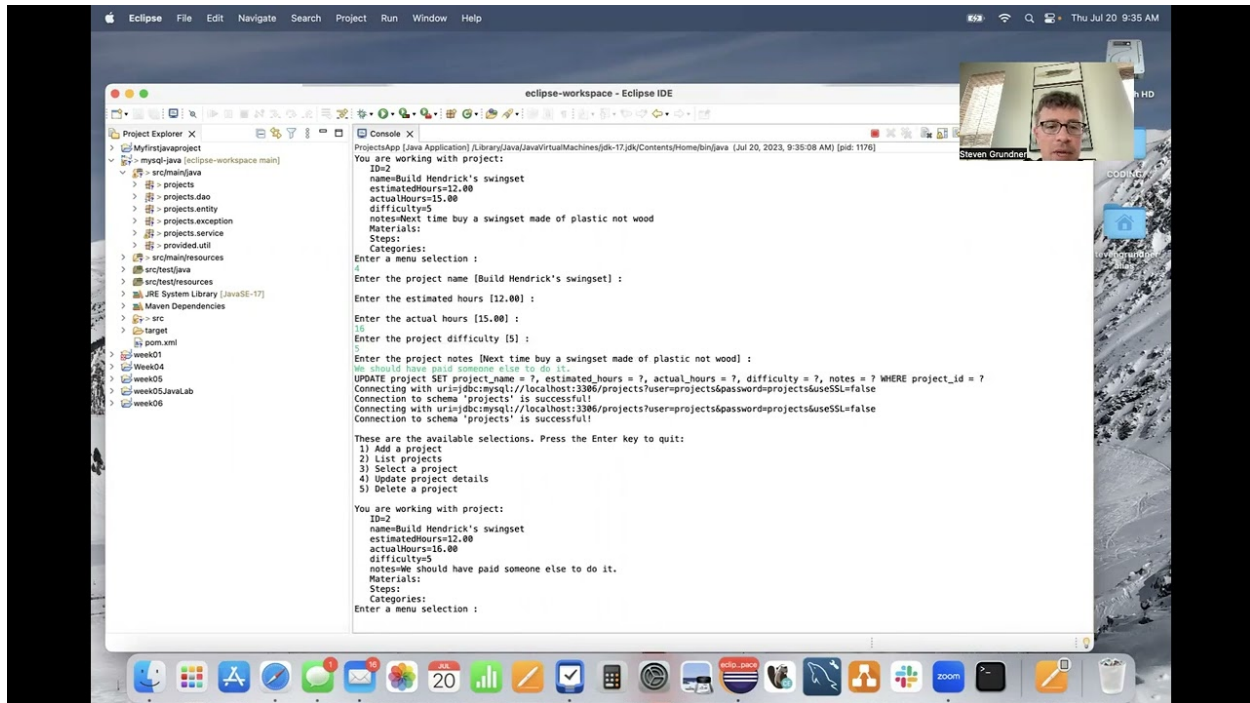 Eclipse File Edit Navigate Search Project Run Window Help Thu Jul 20 9:35 AM
eclipse-workspace - Eclipse IDE
Steven Grundner
h HD
CODING
Project Explorer
Myfirstjavaproject
> mysql-java [eclipse-workspace main]
> src/main/java
> projects
> projects.dao
> projects.entity
> projects.exception
> projects.service
> provided.util
> src/main/resources
src/test/java
src/test/resources
JRE System Library [JavaSE-17]
Maven Dependencies
> src
target
pom.xml
week01
Week04
week05
week05JavaLab
week06
Console
ProjectsApp [Java Application] /Library/Java/JavaVirtualMachines/jdk-17.jdk/Contents/Home/bin/java (Jul 20, 2023, 9:35:08 AM) [pid: 1176]
You are working with project:
ID=2
name=Build Hendrick's swingset
estimatedHours=12.00
actualHours=15.00
difficulty=5
notes=Next time buy a swingset made of plastic not wood
Materials:
Steps:
Categories:
Enter a menu selection :
4
Enter the project name [Build Hendrick's swingset] :
Enter the estimated hours [12.00] :
Enter the actual hours [15.00] :
16
Enter the project difficulty [5] :
5
Enter the project notes [Next time buy a swingset made of plastic not wood] :
We should have paid someone else to do it.
UPDATE project SET project_name = ?, estimated_hours = ?, actual_hours = ?, difficulty = ?, notes = ? WHERE project_id = ?
Connecting with uri=jdbc:mysql://localhost:3306/projects?user=projects&password=projects&useSSL=false
Connection to schema 'projects' is successful!
Connecting with uri=jdbc:mysql://localhost:3306/projects?user=projects&password=projects&useSSL=false
Connection to schema 'projects' is successful!
These are the available selections. Press the Enter key to quit:
1) Add a project
2) List projects
3) Select a project
4) Update project details
5) Delete a project
You are working with project:
ID=2
name=Build Hendrick's swingset
estimatedHours=12.00
actualHours=16.00
difficulty=5
notes=We should have paid someone else to do it.
Materials:
Steps:
Categories:
Enter a menu selection :
1
16
JUL
20
eclip...pace
zoom